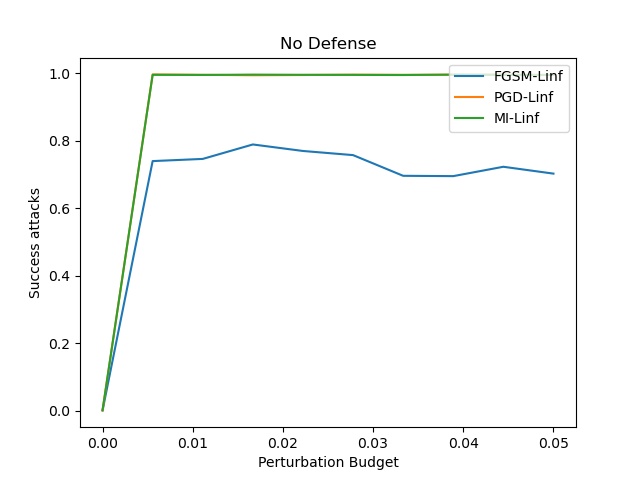 No Defense
1.0
0.8
0.6
0.4
0.2
0.0
Success attacks
FGSM-Linf
PGD-Linf
MI-Linf
0.00 0.01 0.02 0.03 0.04 0.05
Perturbation Budget